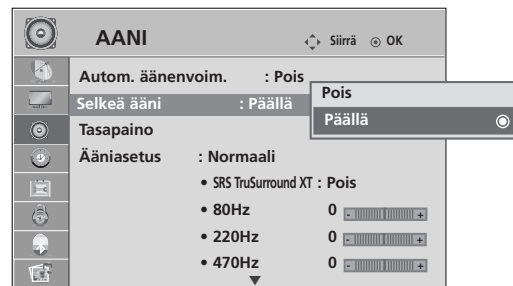 AANI
Siirrä OK
Autom. äänenvoim. : Pois
Selkeä ääni : Päällä
Pois
Päällä
Tasapaino
Ääniasetus : Normaali
• SRS TruSurround XT : Pois
• 80Hz 0 - +
• 220Hz 0 - +
• 470Hz 0 - +